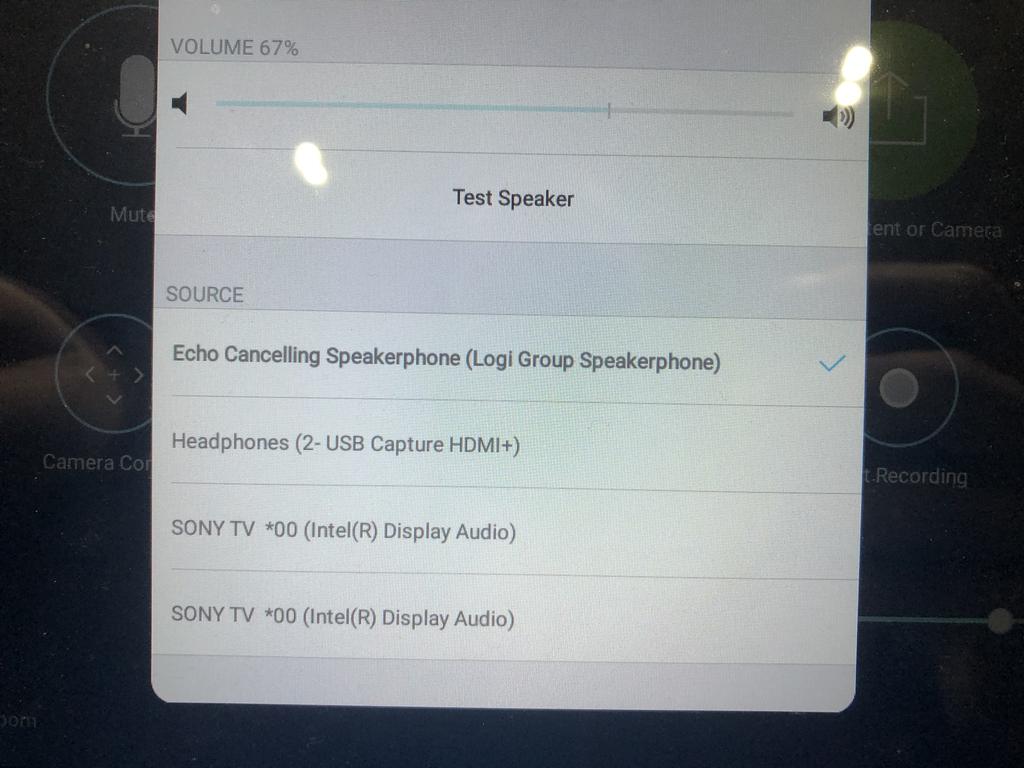 VOLUME 67%
Test Speaker
Mute
tent or Camera
SOURCE
Echo Cancelling Speakerphone (Logi Group Speakerphone)
Headphones (2- USB Capture HDMI+)
Camera Con
t Recording
SONY TV *00 (Intel(R) Display Audio)
SONY TV *00 (Intel(R) Display Audio)
oom